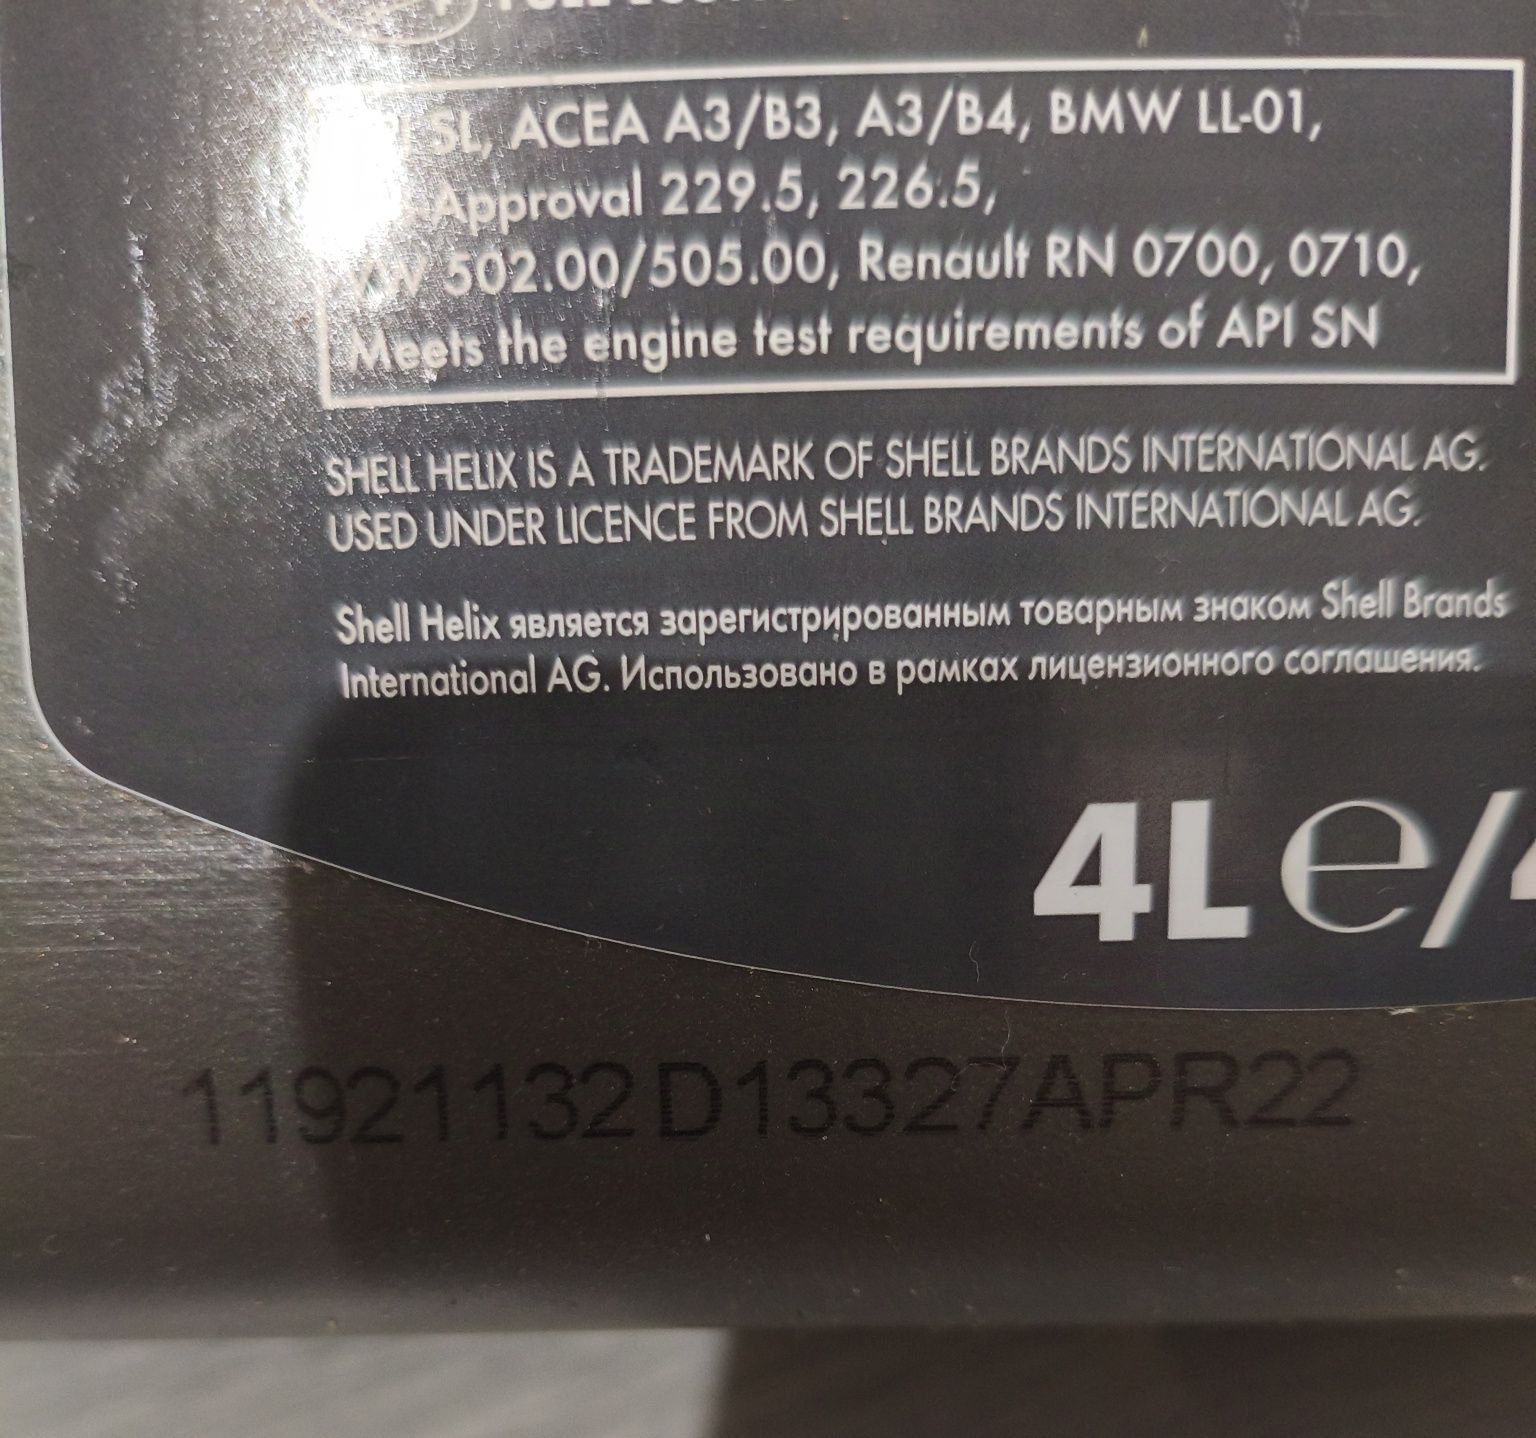 SL, ACEA A3/B3, A3/B4, BMW LL-01,
Approval 229.5, 226.5,
VW 502.00/505.00, Renault RN 0700, 0710,
Meets the engine test requirements of API SN
SHELL HELIX IS A TRADEMARK OF SHELL BRANDS INTERNATIONAL AG.
USED UNDER LICENCE FROM SHELL BRANDS INTERNATIONAL AG.
Shell Helix является зарегистрированным товарным знаком Shell Brands
International AG. Использовано в рамках лицензионного соглашения.
4L e/4
11921132D13327APR22